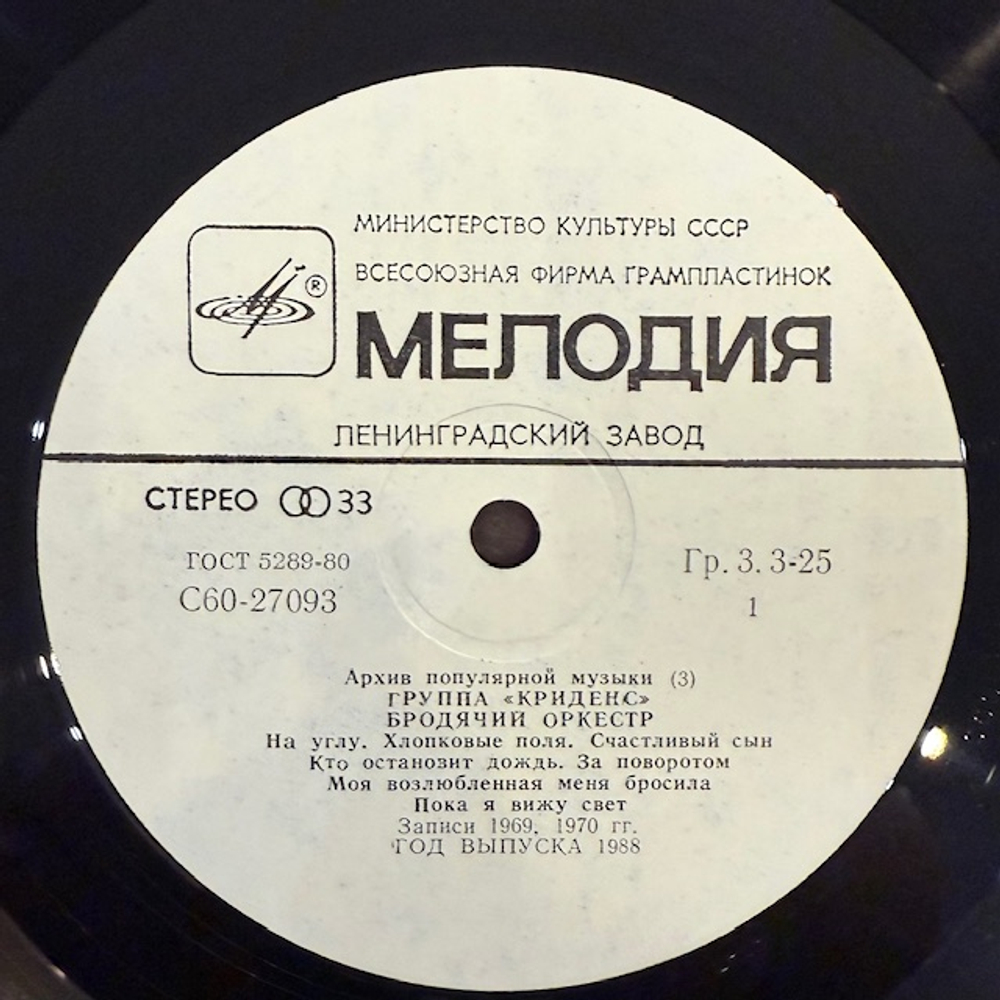 МИНИСТЕРСТВО КУЛЬТУРЫ СССР
ВСЕСОЮЗНАЯ ФИРМА ГРАМПЛАСТИНОК
®
МЕЛОДИЯ
ЛЕНИНГРАДСКИЙ ЗАВОД
СТЕРЕО 33
ГОСТ 5289-80
С60-27093
Гр. 3. 3-25
1
Архив популярной музыки (3)
ГРУППА «КРИДЕНС»
БРОДЯЧИЙ ОРКЕСТР
На углу. Хлопковые поля. Счастливый сын
Кто остановит дождь. За поворотом
Моя возлюбленная меня бросила
Пока я вижу свет
Записи 1969, 1970 гг.
ГОД ВЫПУСКА 1988